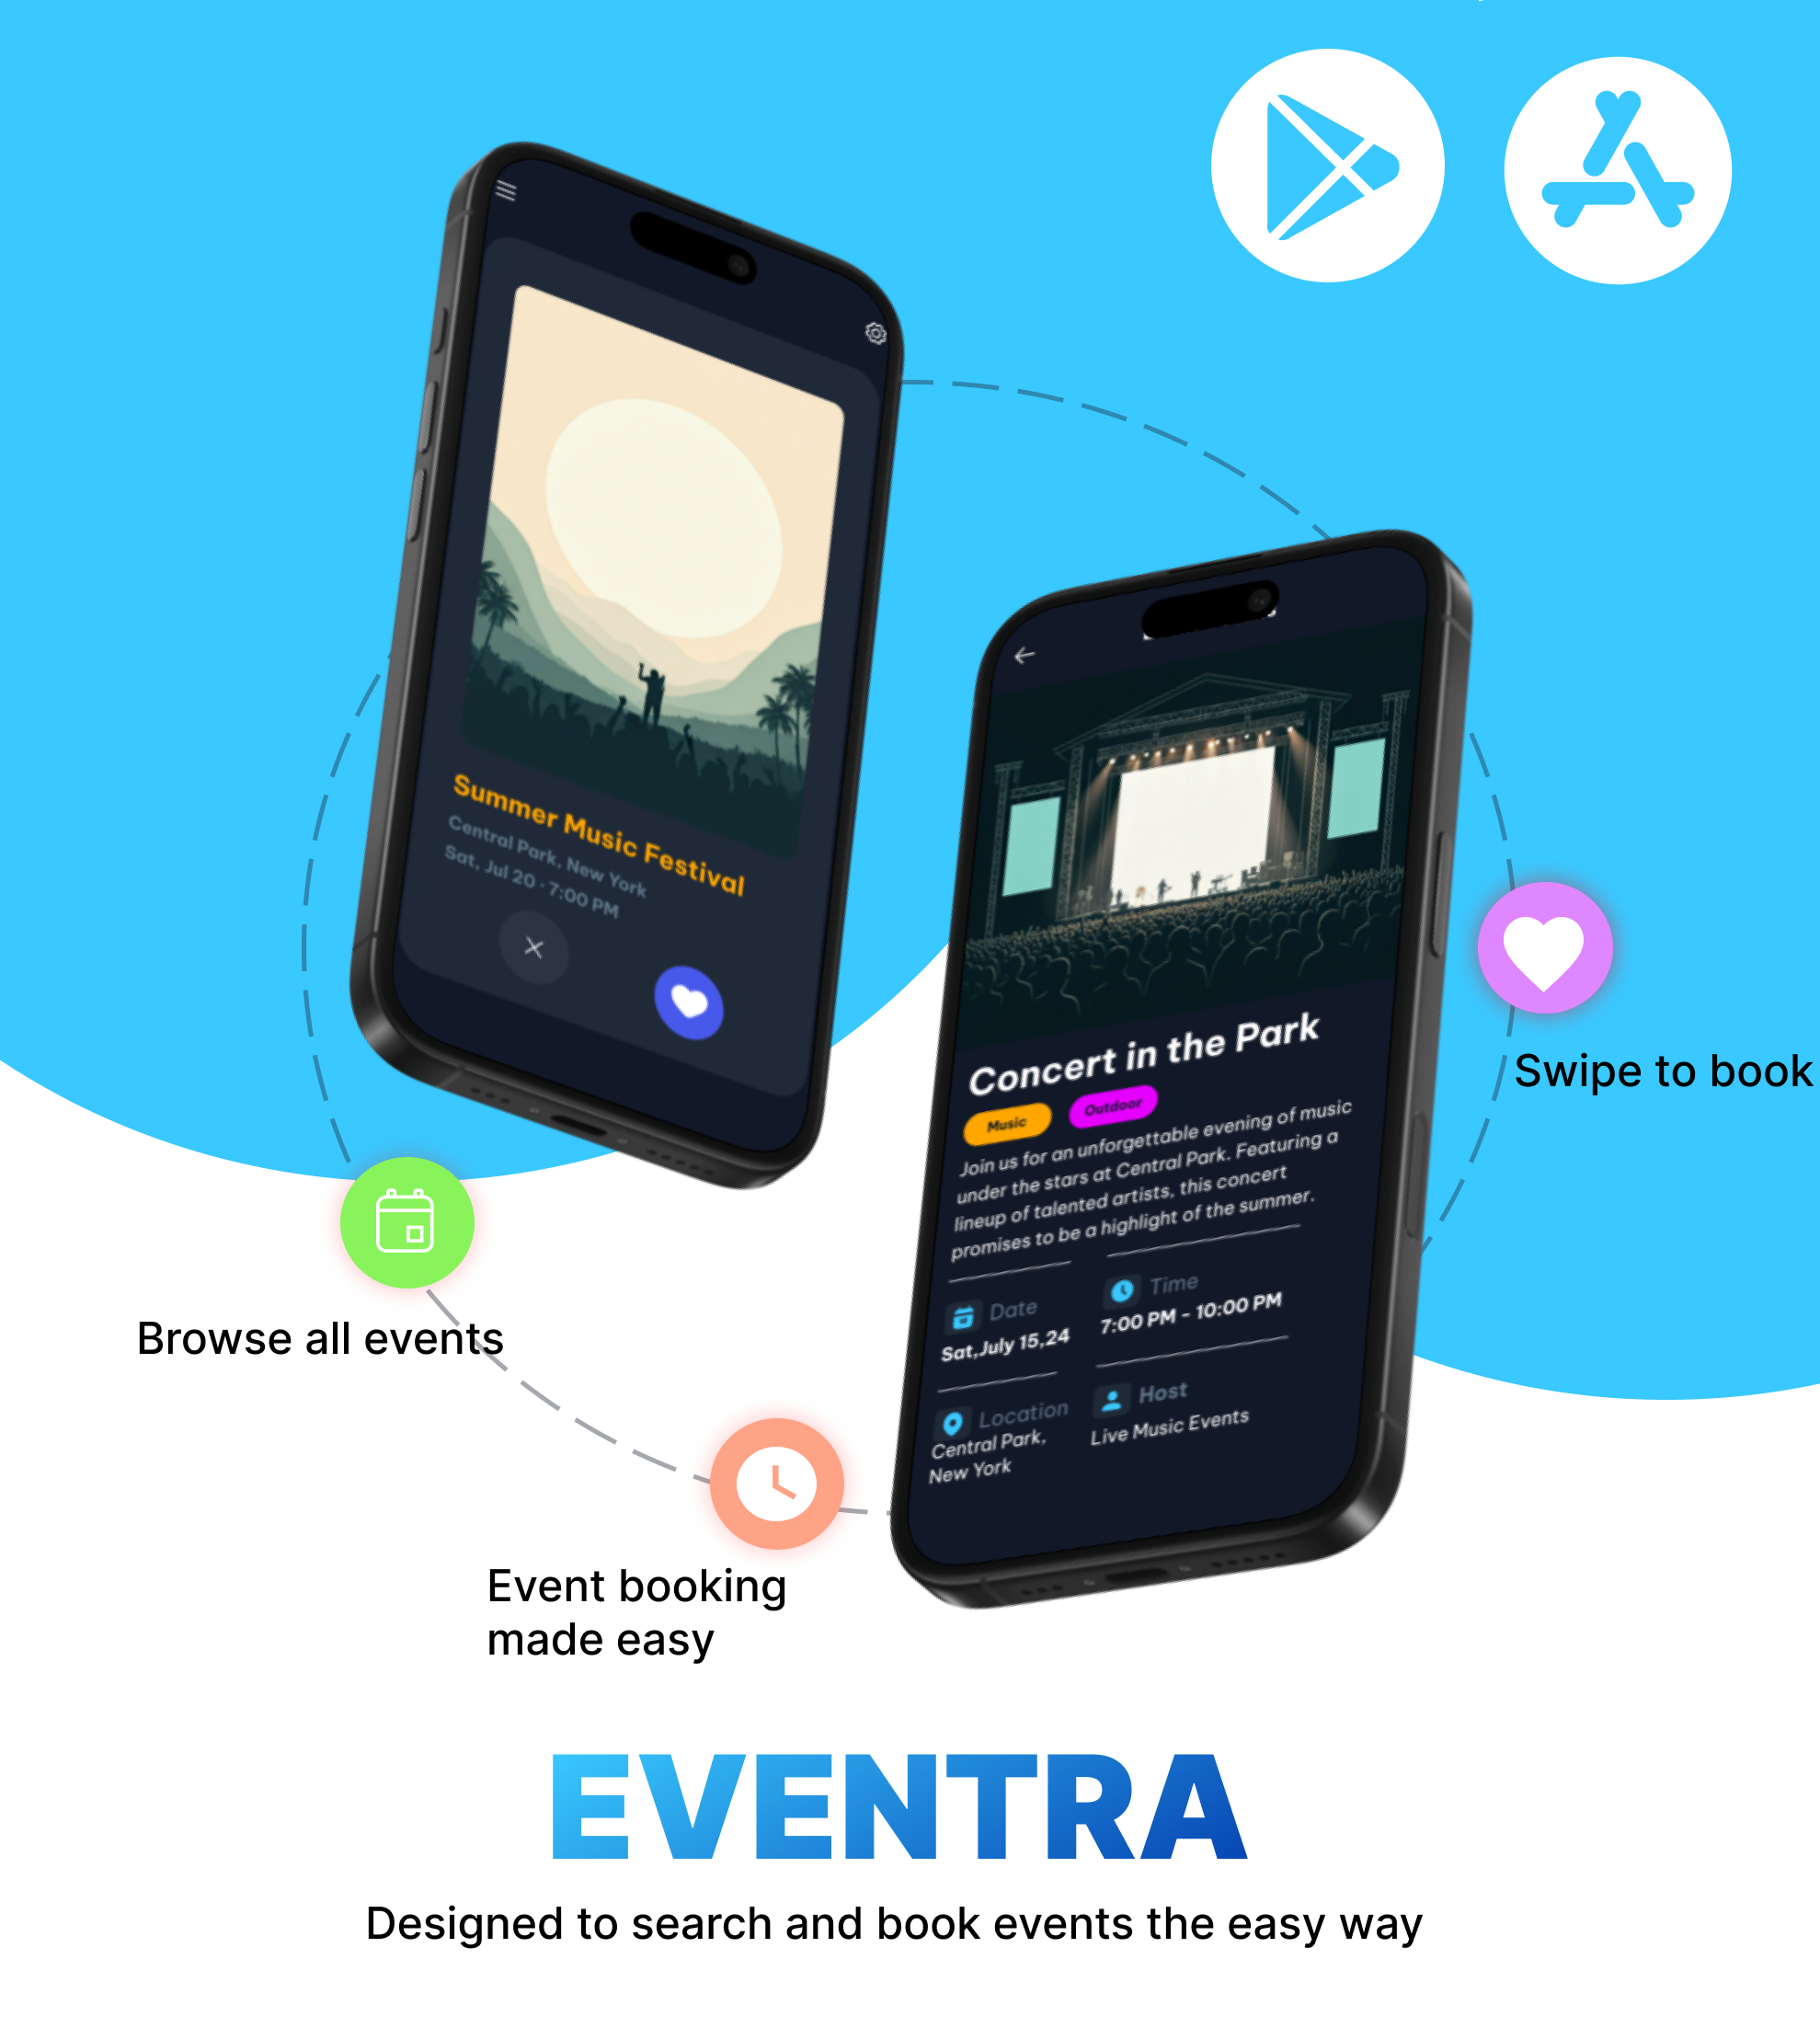 Summer Music Festival
Central Park, New York
Sat, Jul 20 · 7:00 PM
Concert in the Park
Music
Outdoor
Join us for an unforgettable evening of music
under the stars at Central Park. Featuring a
lineup of talented artists, this concert
promises to be a highlight of the summer.
Date
Sat,July 15,24
Time
7:00 PM - 10:00 PM
Location
Central Park,
New York
Host
Live Music Events
Swipe to book
Browse all events
Event booking
made easy
EVENTRA
Designed to search and book events the easy way